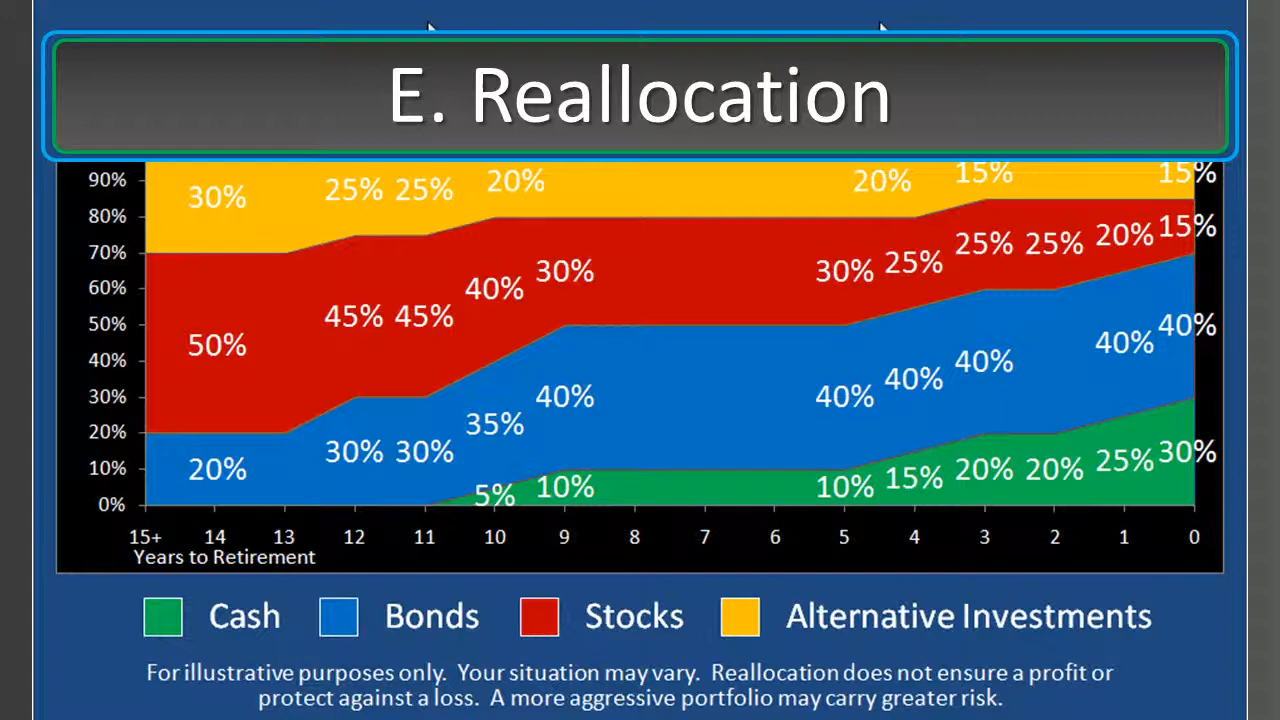 E. Reallocation
90%
80%
70%
60%
50%
40%
30%
20%
10%
0%
30% 25% 25% 20% 20% 15% 15%
50% 45% 45% 40% 30% 30% 25% 25% 25% 20% 15%
20% 30% 30% 35% 40% 40% 40% 40% 40% 40%
5% 10% 10% 15% 20% 20% 25% 30%
15+ 14 13 12 11 10 9 8 7 6 5 4 3 2 1 0
Years to Retirement
Cash Bonds Stocks Alternative Investments
For illustrative purposes only. Your situation may vary. Reallocation does not ensure a profit or
protect against a loss. A more aggressive portfolio may carry greater risk.